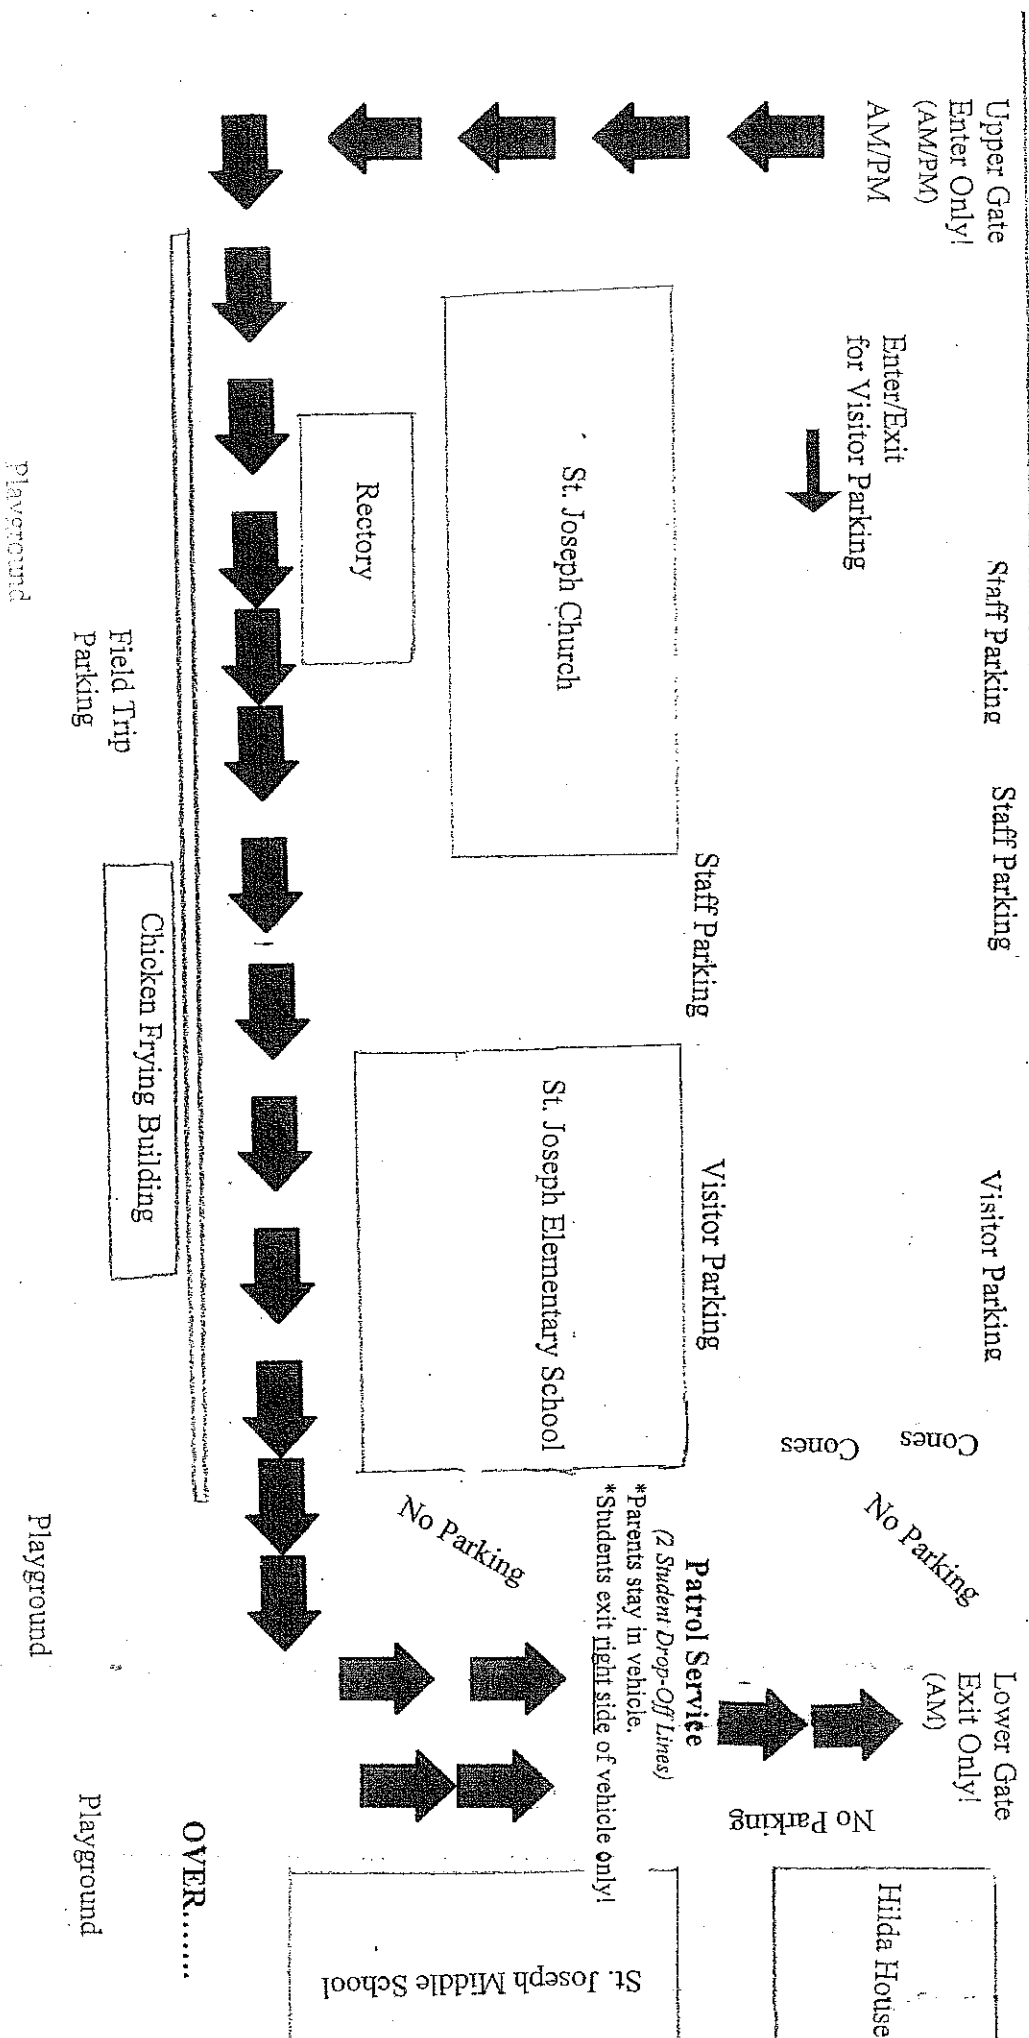 Upper Gate
Enter Only!
(AM/PM)
AM/PM
Enter/Exit
for Visitor Parking
Staff Parking
Staff Parking
Visitor Parking
Cones
Cones
No Parking
Lower Gate
Exit Only!
(AM)
No Parking
Hilda House
St. Joseph Church
Staff Parking
Visitor Parking
St. Joseph Elementary School
Patrol Service
(2 Student Drop-Off Lines)
*Parents stay in vehicle.
*Students exit right side of vehicle only!
No Parking
St. Joseph Middle School
Rectory
OVER.......
Chicken Frying Building
Field Trip
Parking
Playground
Playground
Playground